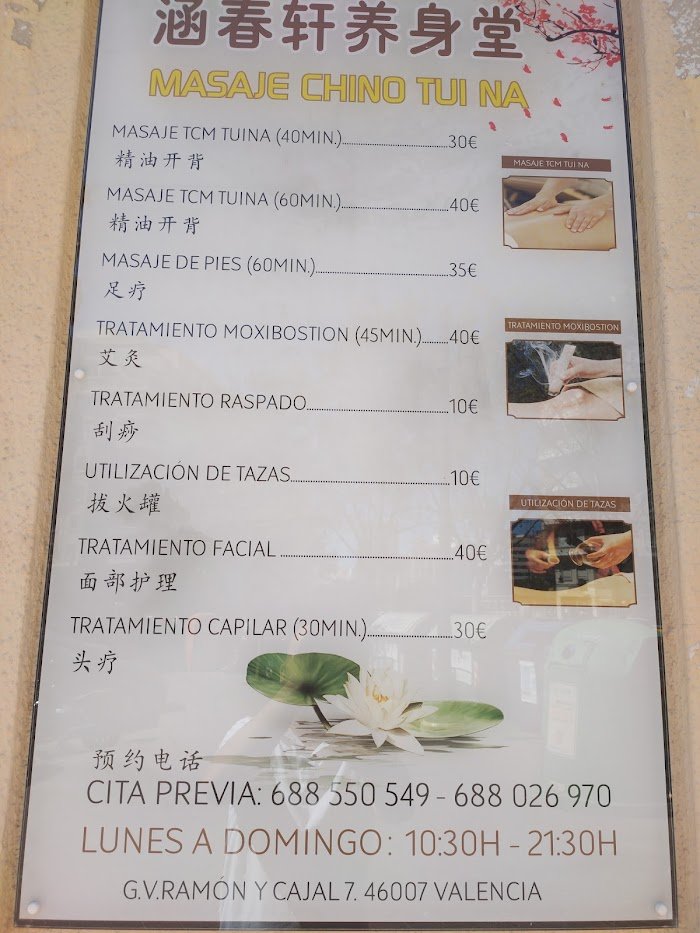 涵春轩养身堂
MASAJE CHINO TUI NA
MASAJE TCM TUINA (40MIN.)..............................30€
精油开背
MASAJE TCM TUINA (60MIN.)..............................40€
精油开背
MASAJE DE PIES (60MIN.)..............................35€
足疗
TRATAMIENTO MOXIBOSTION (45MIN.)........40€
艾灸
TRATAMIENTO RASPADO..............................10€
刮痧
UTILIZACIÓN DE TAZAS..............................10€
拔火罐
TRATAMIENTO FACIAL ..............................40€
面部护理
TRATAMIENTO CAPILAR (30MIN.)..............................30€
头疗
MASAJE TCM TUI NA
TRATAMIENTO MOXIBOSTION
UTILIZACIÓN DE TAZAS
预约电话
CITA PREVIA: 688 550 549 - 688 026 970
LUNES A DOMINGO: 10:30H - 21:30H
G.V.RAMÓN Y CAJAL 7. 46007 VALENCIA